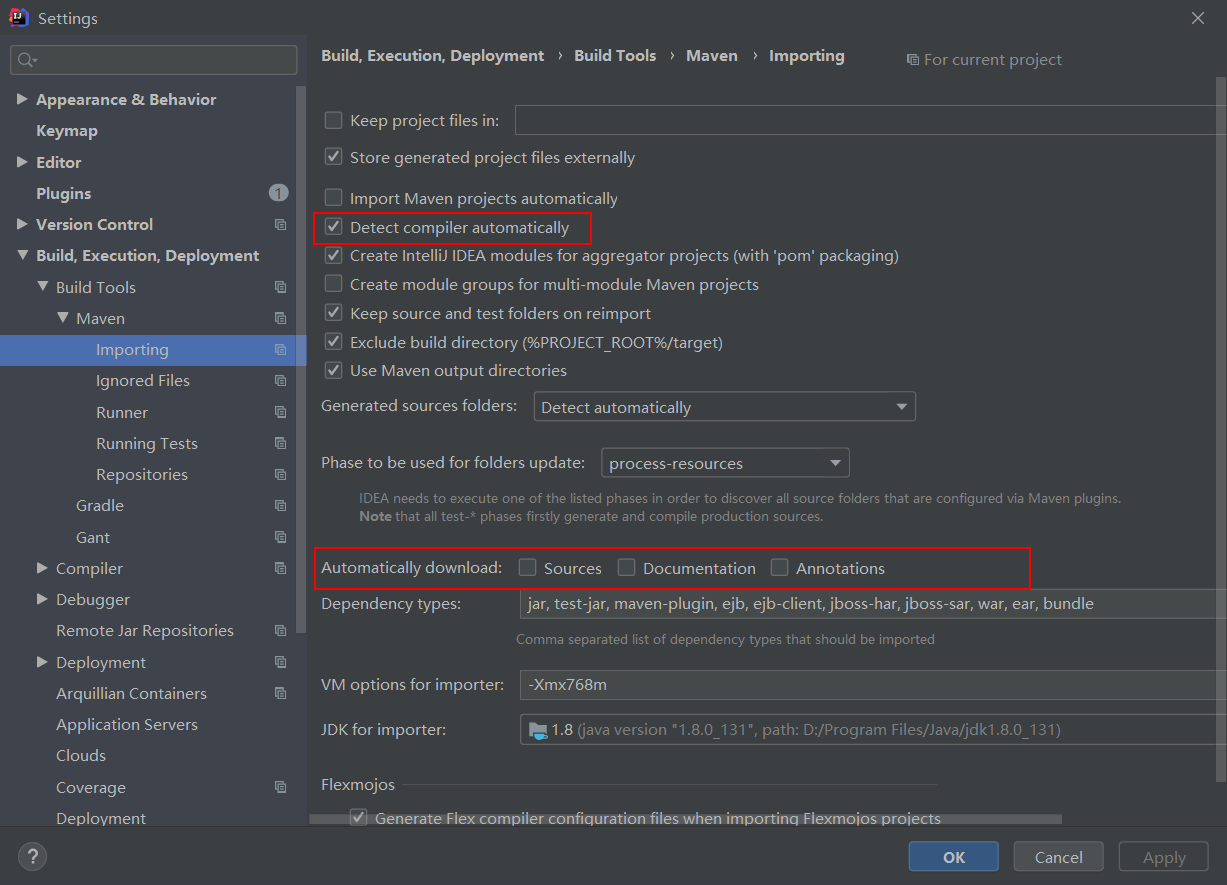 Settings
Appearance & Behavior
Keymap
Editor
Plugins 1
Version Control
Build, Execution, Deployment
Build Tools
Maven
Importing
Ignored Files
Runner
Running Tests
Repositories
Gradle
Gant
Compiler
Debugger
Remote Jar Repositories
Deployment
Arquillian Containers
Application Servers
Clouds
Coverage
Deployment
Build, Execution, Deployment › Build Tools › Maven › Importing For current project
Keep project files in:
Store generated project files externally
Import Maven projects automatically
Detect compiler automatically
Create IntelliJ IDEA modules for aggregator projects (with 'pom' packaging)
Create module groups for multi-module Maven projects
Keep source and test folders on reimport
Exclude build directory (%PROJECT_ROOT%/target)
Use Maven output directories
Generated sources folders: Detect automatically
Phase to be used for folders update: process-resources
IDEA needs to execute one of the listed phases in order to discover all source folders that are configured via Maven plugins.
Note that all test-* phases firstly generate and compile production sources.
Automatically download: Sources Documentation Annotations
Dependency types: jar, test-jar, maven-plugin, ejb, ejb-client, jboss-har, jboss-sar, war, ear, bundle
Comma separated list of dependency types that should be imported
VM options for importer: -Xmx768m
JDK for importer: 1.8 (java version "1.8.0_131", path: D:/Program Files/Java/jdk1.8.0_131)
Flexmojos
Generate Flex compiler configuration files when importing Flexmojos projects
? OK Cancel Apply